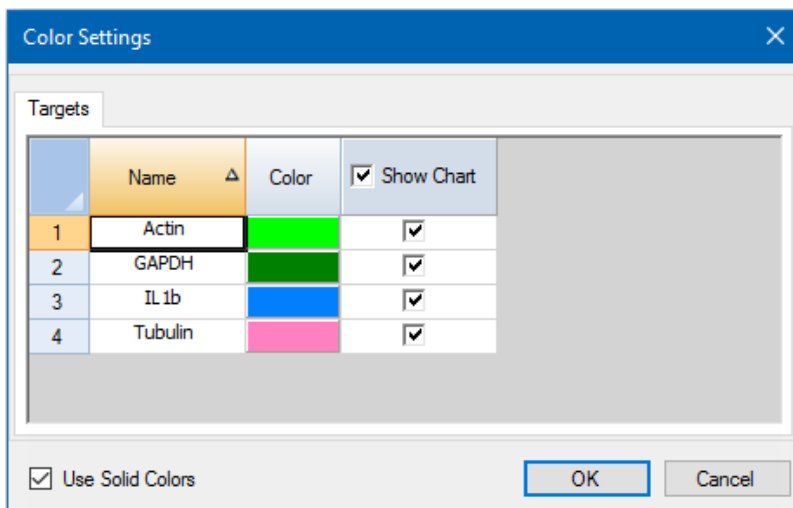 Color Settings
Targets
Name Color Show Chart
1 Actin
2 GAPDH
3 IL1b
4 Tubulin
Use Solid Colors OK Cancel